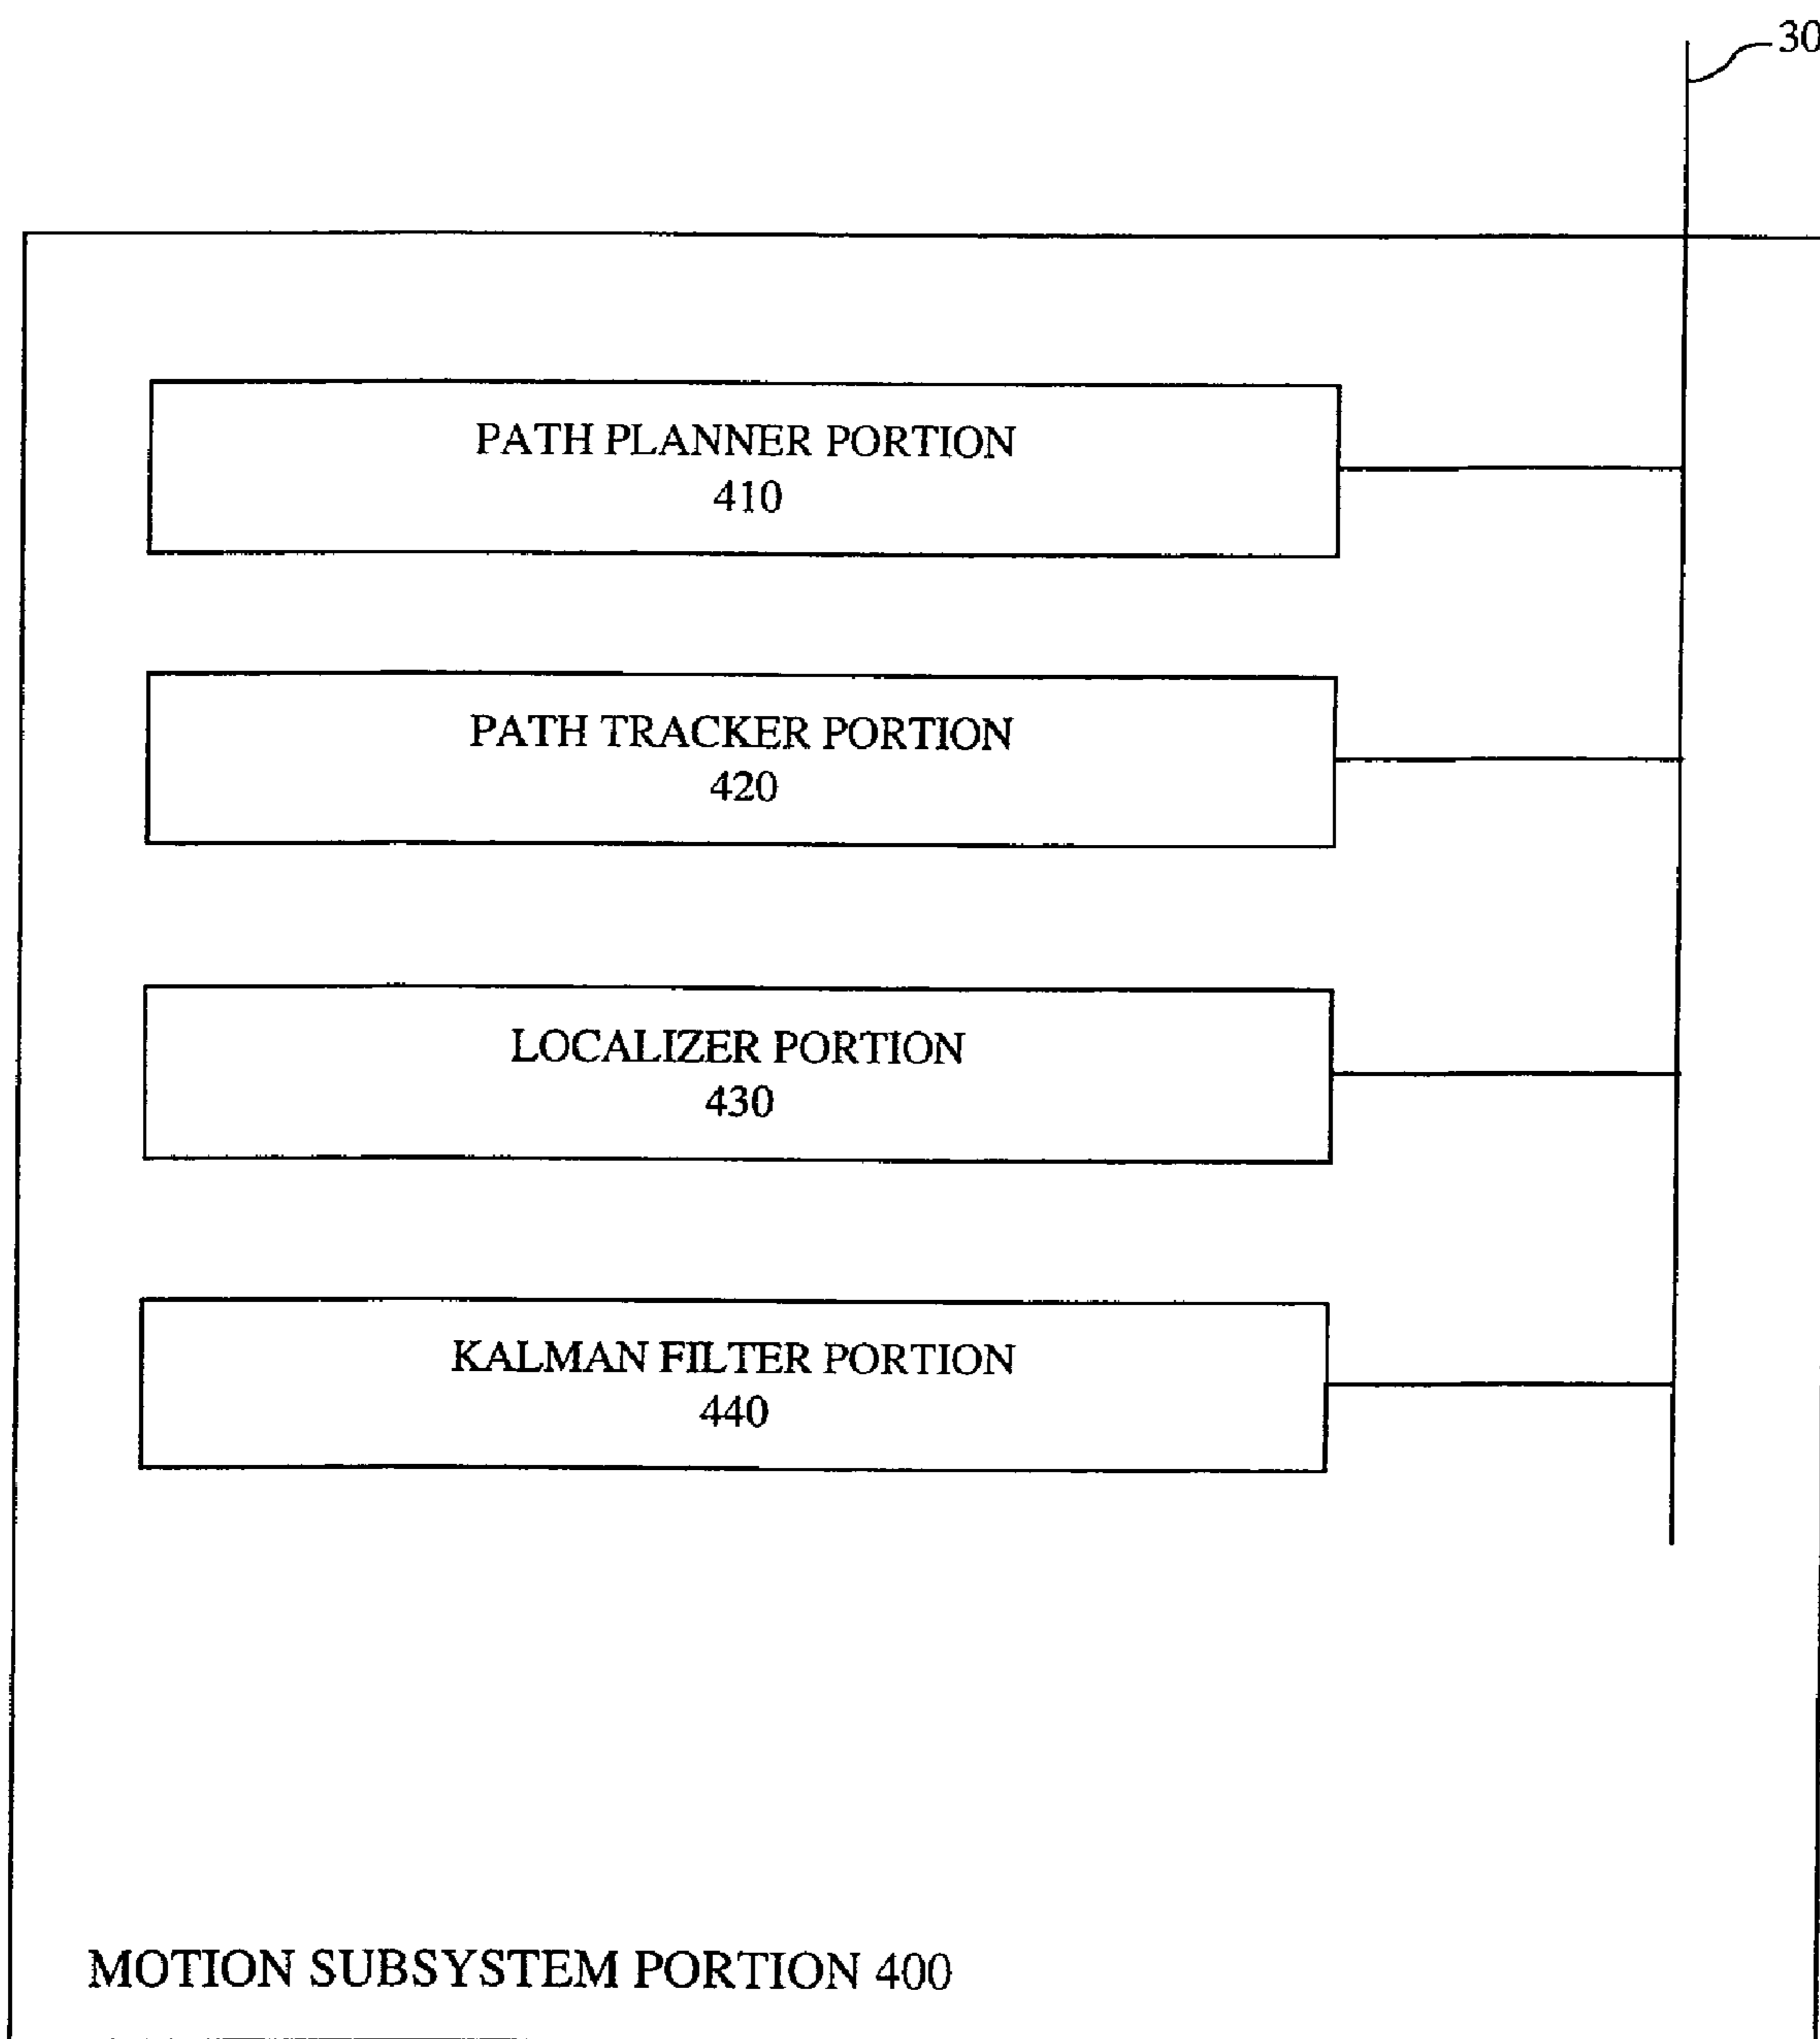 30
PATH PLANNER PORTION
410
PATH TRACKER PORTION
420
LOCALIZER PORTION
430
KALMAN FILTER PORTION
440
MOTION SUBSYSTEM PORTION 400